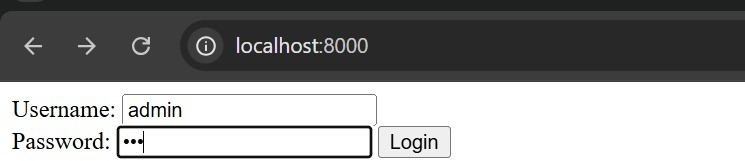 localhost:8000
Username: admin
Password: ••• Login